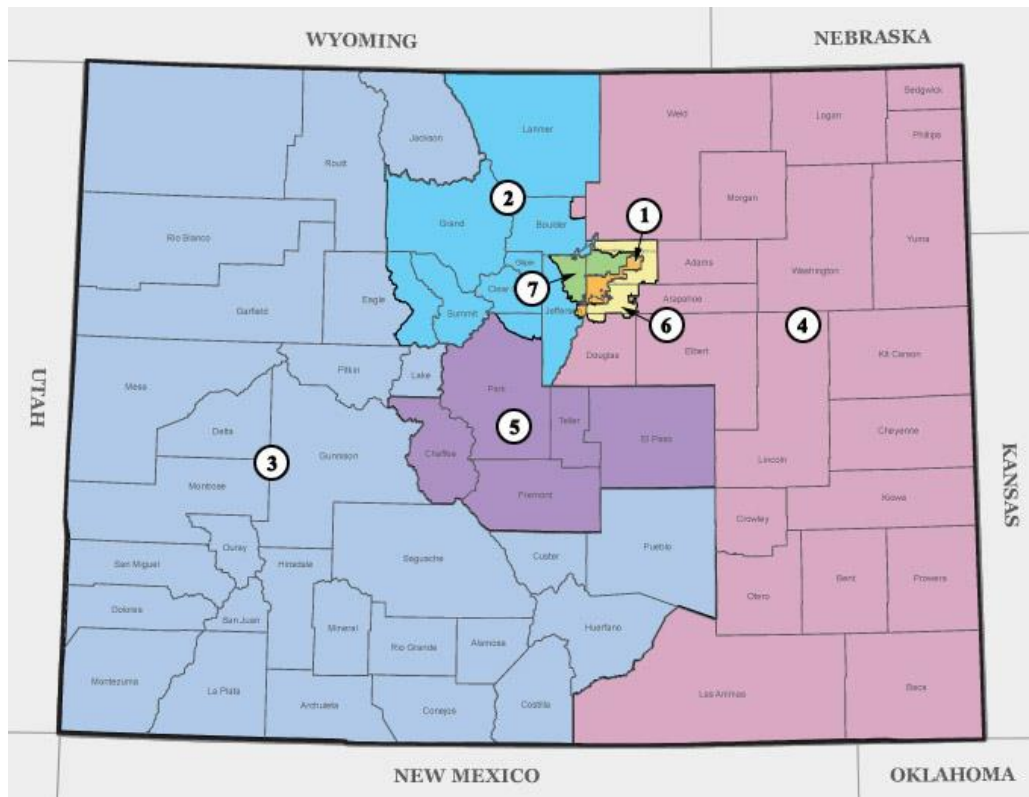 WYOMING
NEBRASKA
Sedgwick
Larimer
Weld
Logan
Phillips
Jackson
Routt
2
1
Morgan
Grand
Boulder
Rio Blanco
Yuma
Adams
Washington
Clear
7
Eagle
Arapahoe
Garfield
Summit
6
4
Douglas
Elbert
Kit Carson
Pitkin
Lake
UTAH
Mesa
Park
Delta
5
Teller
El Paso
Cheyenne
3
Gunnison
Chaffee
Lincoln
KANSAS
Montrose
Fremont
Kiowa
Crowley
Ouray
Pueblo
Saguache
Custer
San Miguel
Hinsdale
Bent
Prowers
Otero
Dolores
San Juan
Mineral
Huerfano
Rio Grande
Alamosa
Montezuma
La Plata
Las Animas
Baca
Archuleta
Conejos
Costilla
NEW MEXICO
OKLAHOMA